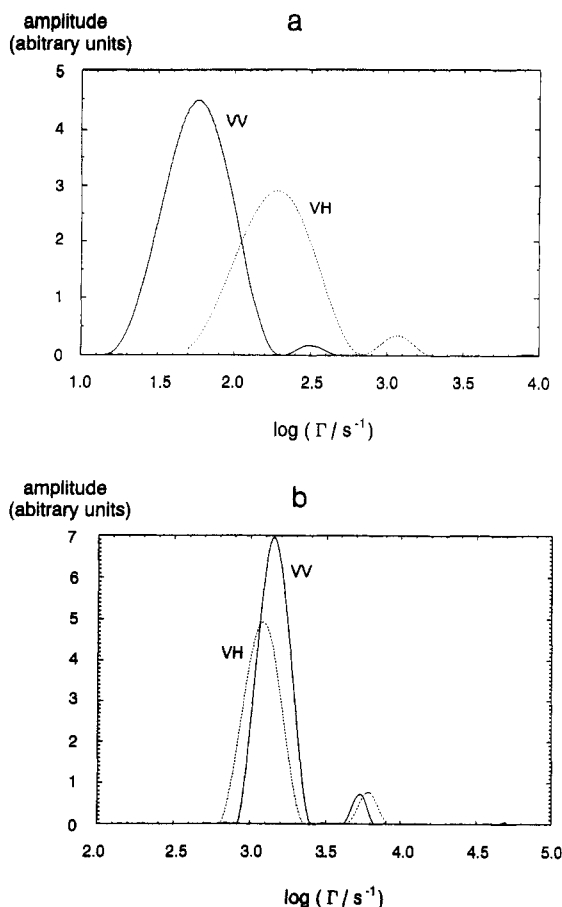 a
amplitude
(abitrary units)
5
4
3
2
1
0
VV
VH
1.0 1.5 2.0 2.5 3.0 3.5 4.0
log ( Γ / s⁻¹ )
b
amplitude
(abitrary units)
7
6
5
4
3
2
1
0
VV
VH
2.0 2.5 3.0 3.5 4.0 4.5 5.0
log ( Γ / s⁻¹ )